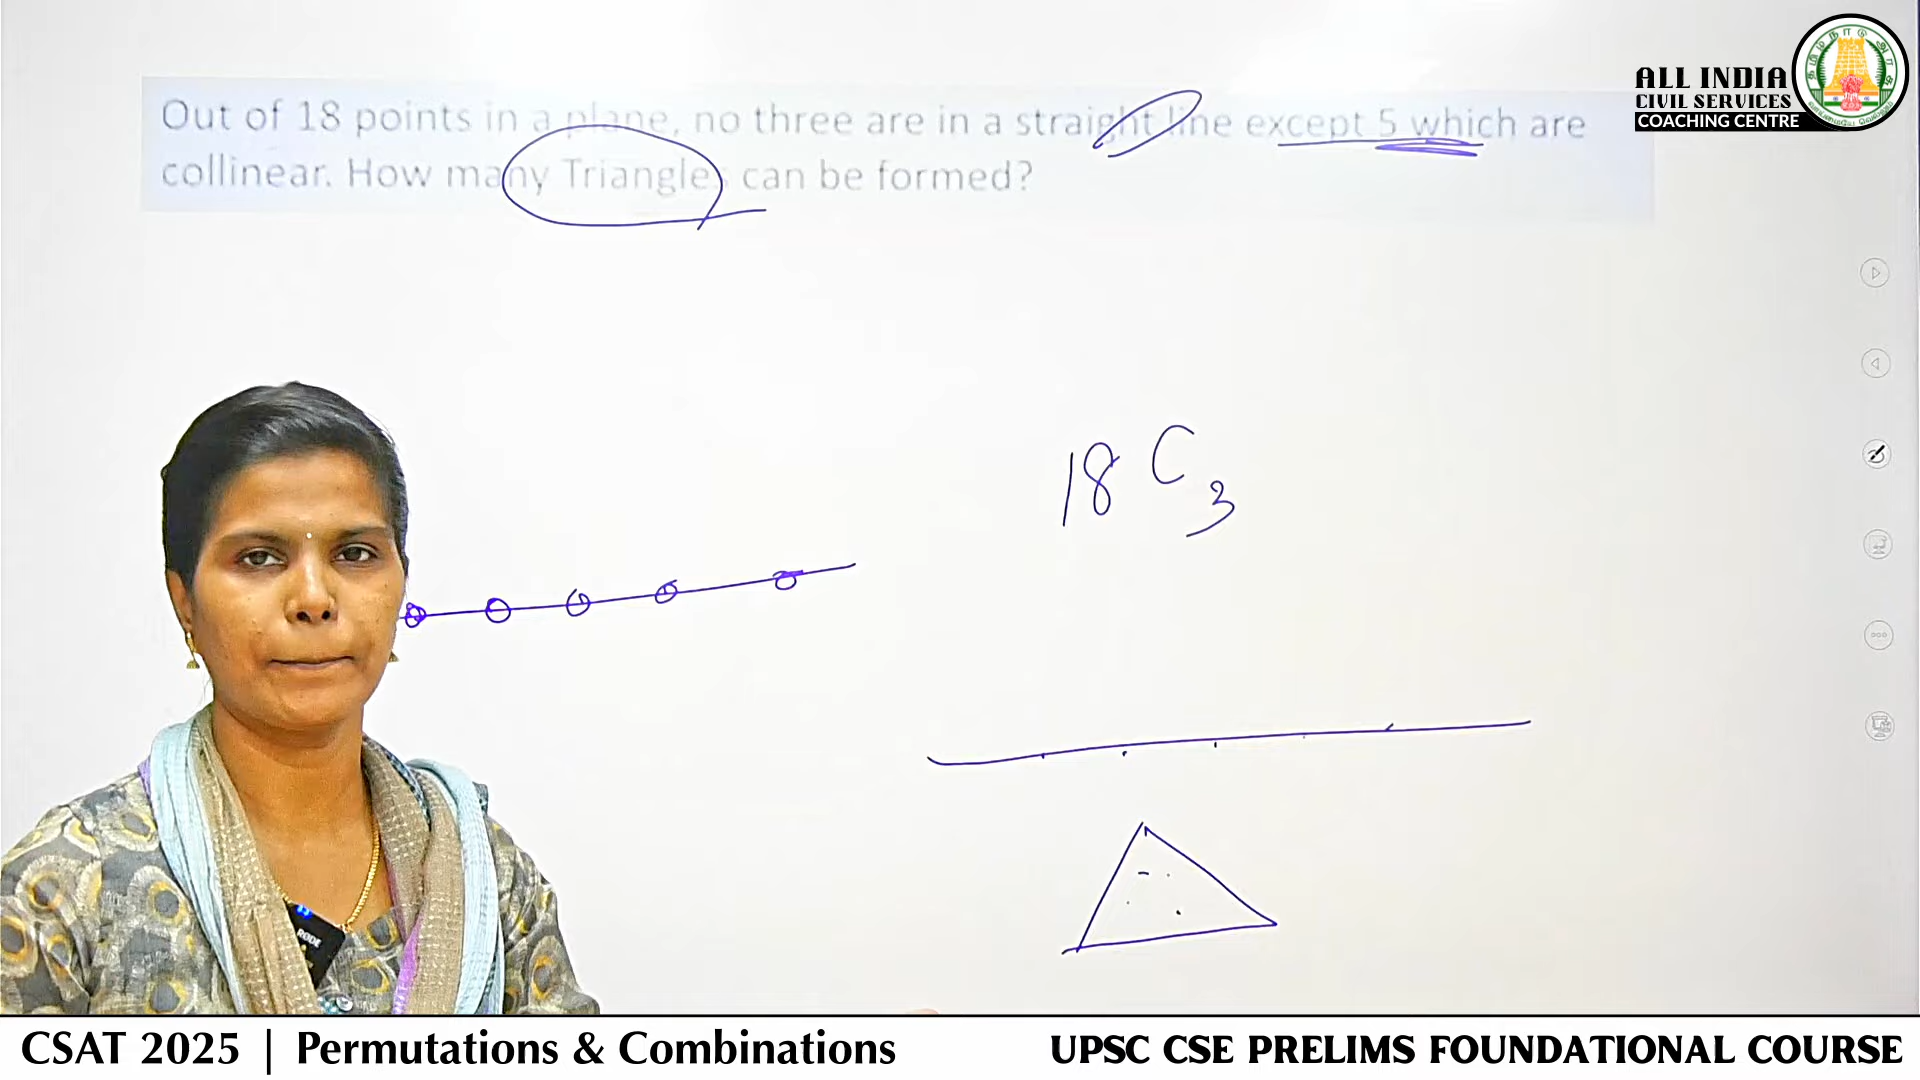 ALL INDIA
CIVIL SERVICES
COACHING CENTRE
Out of 18 points in a plane, no three are in a straight line except 5 which are
collinear. How many Triangles can be formed?
18 C 3
RODE
CSAT 2025 | Permutations & Combinations
UPSC CSE PRELIMS FOUNDATIONAL COURSE